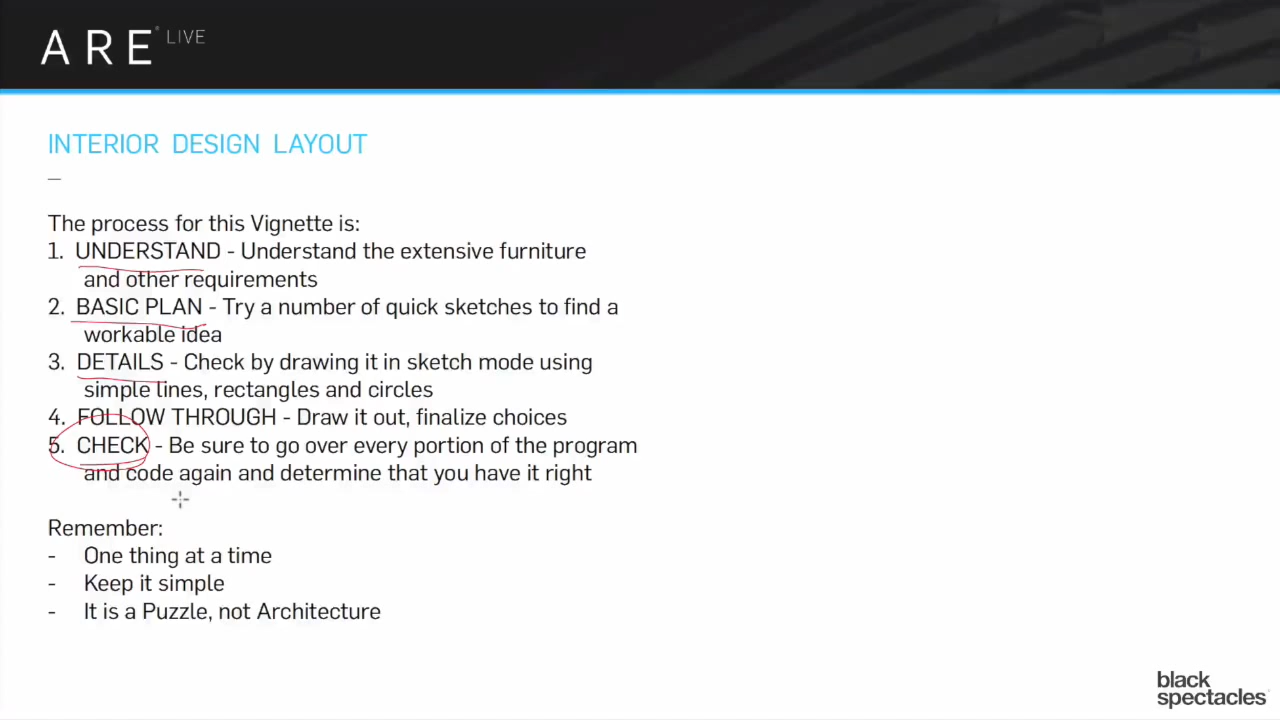 ARE® LIVE
INTERIOR DESIGN LAYOUT
—
The process for this Vignette is:
1. UNDERSTAND - Understand the extensive furniture
and other requirements
2. BASIC PLAN - Try a number of quick sketches to find a
workable idea
3. DETAILS - Check by drawing it in sketch mode using
simple lines, rectangles and circles
4. FOLLOW THROUGH - Draw it out, finalize choices
5. CHECK - Be sure to go over every portion of the program
and code again and determine that you have it right
Remember:
- One thing at a time
- Keep it simple
- It is a Puzzle, not Architecture
black
spectacles